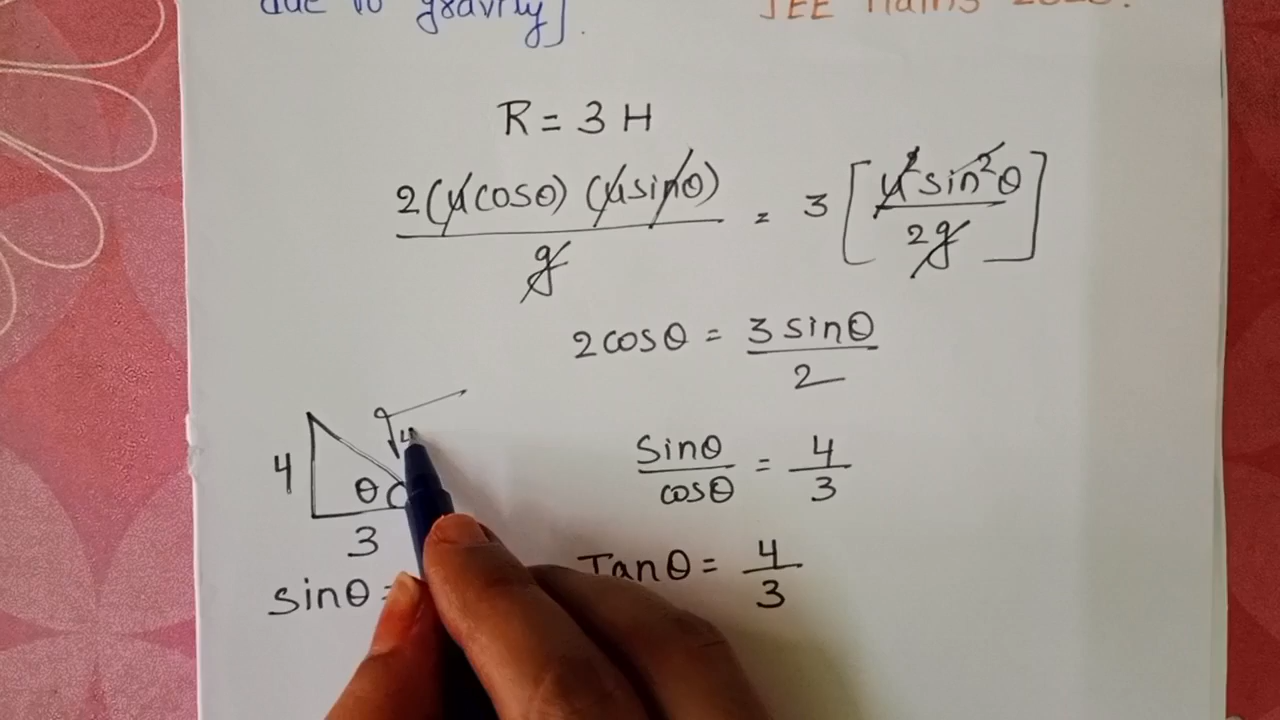 due to gravity].
JEE Mains
R = 3 H
2(u cosθ) (u sinθ) / g = 3 [u² sin²θ / 2g]
2 cosθ = 3 sinθ / 2
4
θ
3
√4
Sinθ / cosθ = 4 / 3
Tanθ = 4 / 3
sinθ =